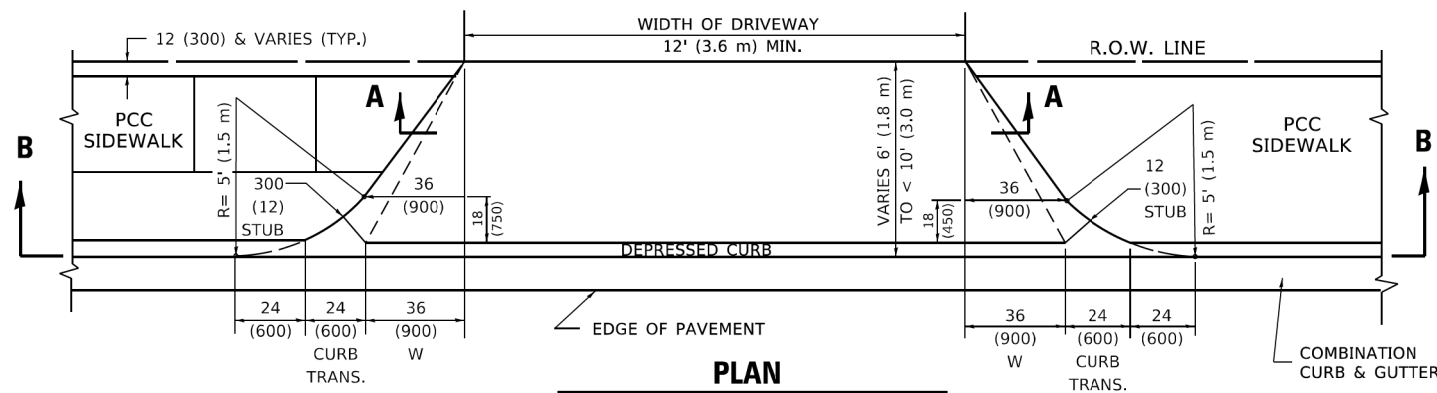 WIDTH OF DRIVEWAY
12' (3.6 m) MIN.
12 (300) & VARIES (TYP.)
R.O.W. LINE
A
A
PCC
SIDEWALK
PCC
SIDEWALK
B
B
R= 5' (1.5 m)
300
(12)
STUB
36
(900)
18
(750)
VARIES 6' (1.8 m)
TO < 10' (3.0 m)
36
(900)
18
(450)
12
(300)
STUB
R= 5' (1.5 m)
DEPRESSED CURB
24
(600)
24
(600)
CURB
TRANS.
36
(900)
W
EDGE OF PAVEMENT
36
(900)
W
24
(600)
CURB
TRANS.
24
(600)
COMBINATION
CURB & GUTTER
PLAN